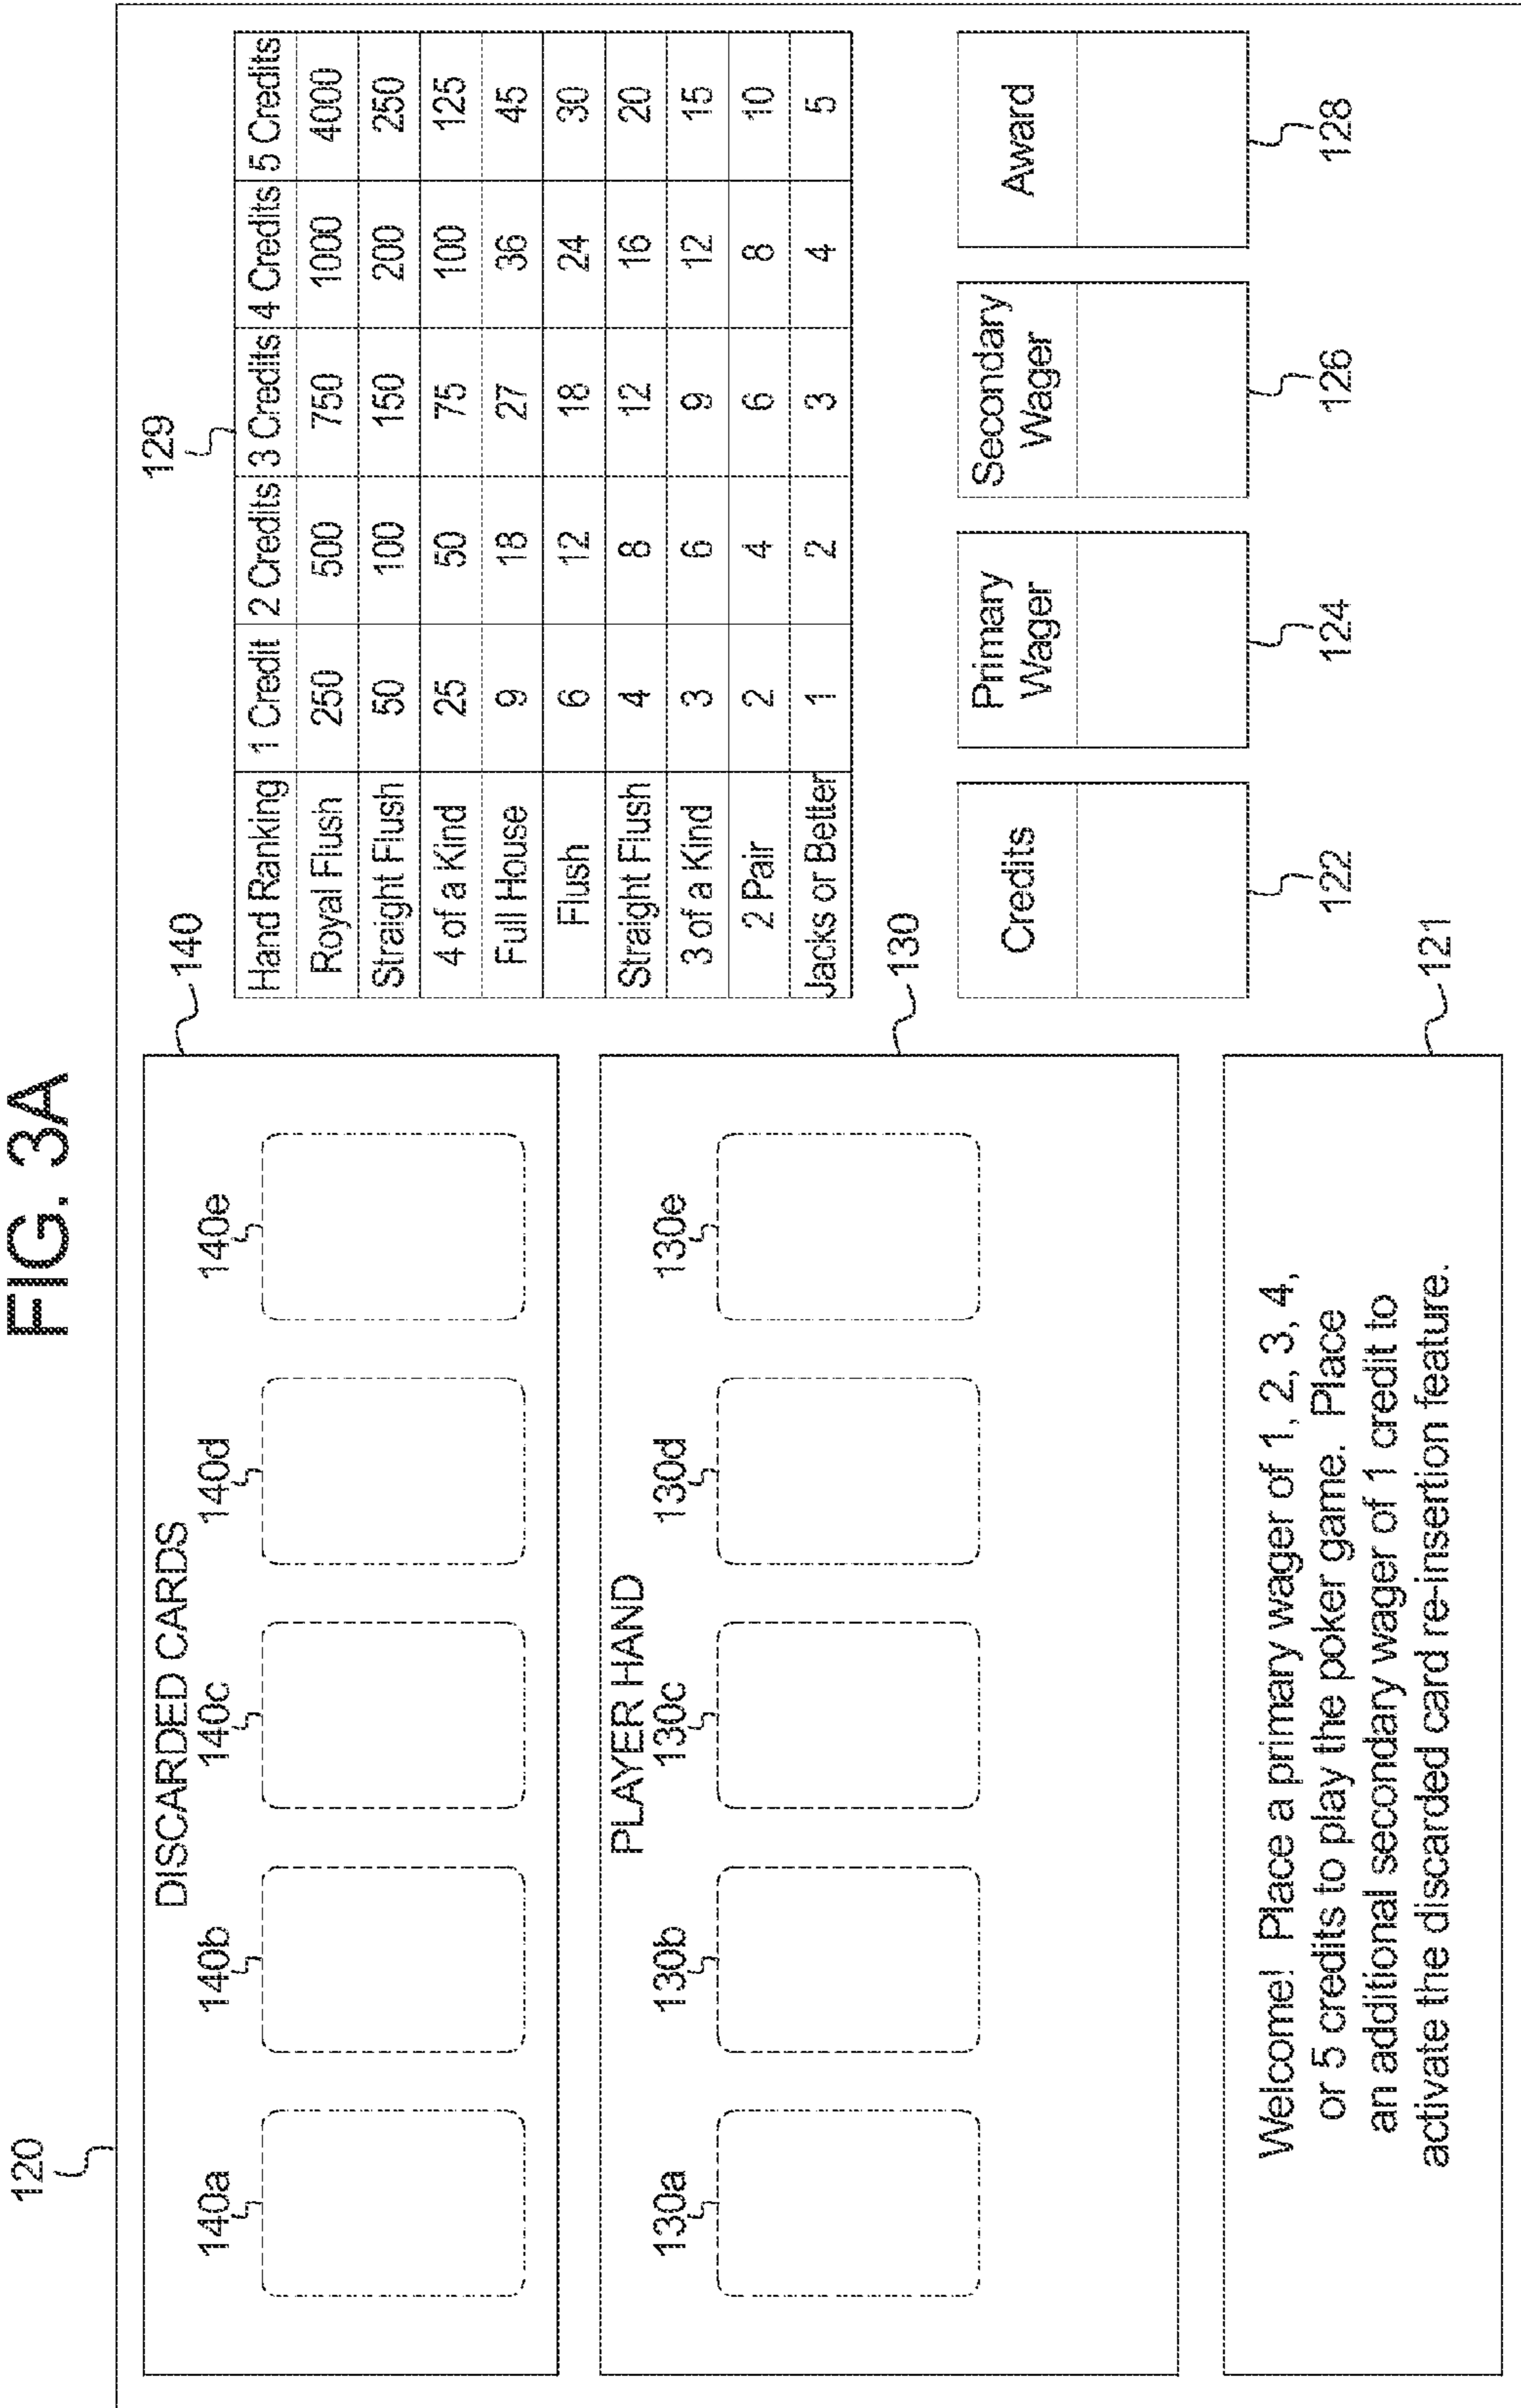 FIG. 3A
120
DISCARDED CARDS
140
140a 140b 140c 140d 140e
PLAYER HAND
130
130a 130b 130c 130d 130e
Welcome! Place a primary wager of 1, 2, 3, 4,
or 5 credits to play the poker game. Place
an additional secondary wager of 1 credit to
activate the discarded card re-insertion feature.
121
129
Hand Ranking 1 Credit 2 Credits 3 Credits 4 Credits 5 Credits
Royal Flush 250 500 750 1000 4000
Straight Flush 50 100 150 200 250
4 of a Kind 25 50 75 100 125
Full House 9 18 27 36 45
Flush 6 12 18 24 30
Straight Flush 4 8 12 16 20
3 of a Kind 3 6 9 12 15
2 Pair 2 4 6 8 10
Jacks or Better 1 2 3 4 5
Credits
122
Primary
Wager
124
Secondary
Wager
126
Award
128